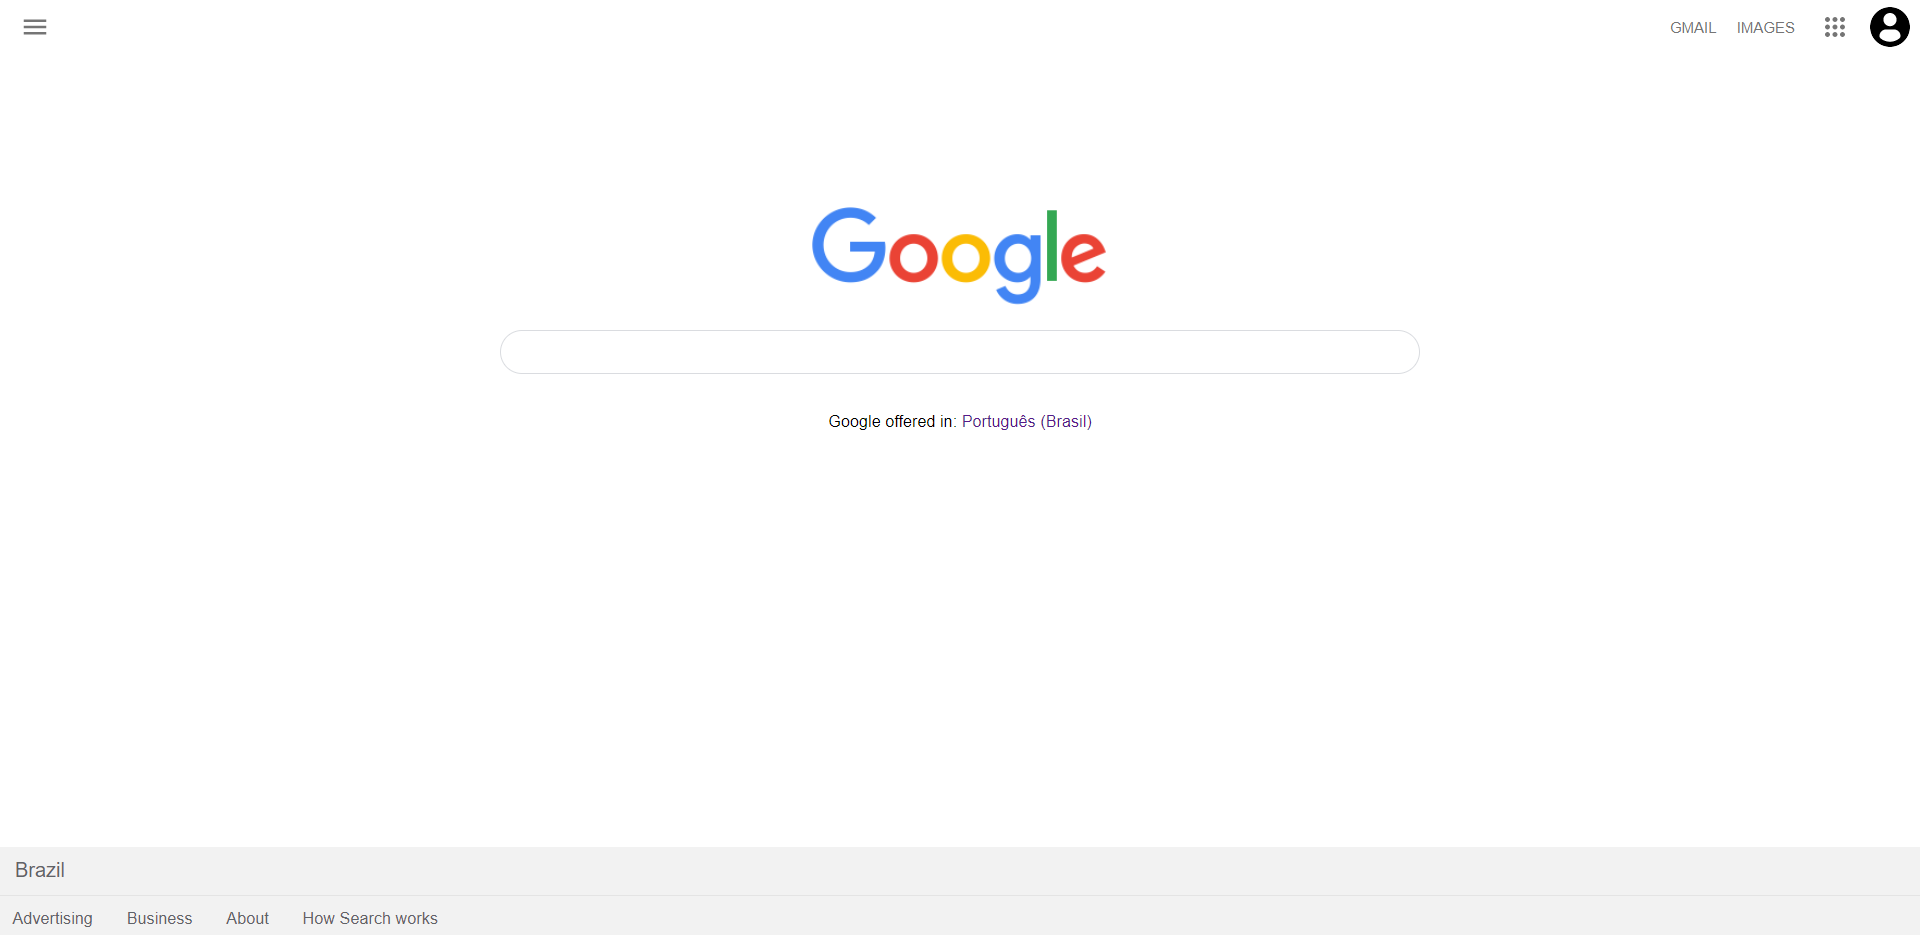 GMAIL IMAGES
Google
Google offered in: Português (Brasil)
Brazil
Advertising Business About How Search works